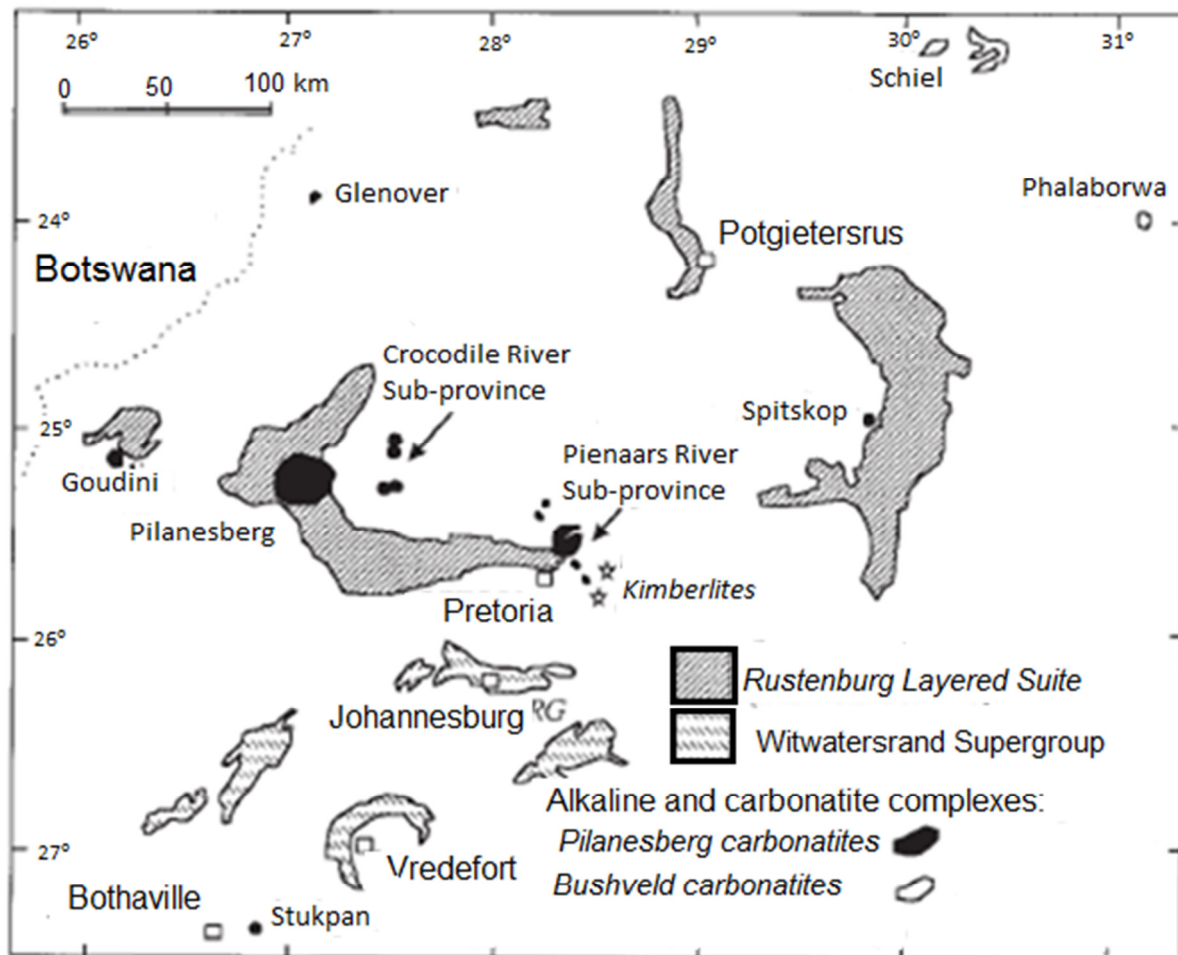 26° 27° 28° 29° 30° 31°
0 50 100 km
Schiel
Glenover
Phalaborwa
24°
Potgietersrus
Botswana
Crocodile River
Sub-province
Spitskop
25°
Pienaars River
Sub-province
Goudini
Pilanesberg
Kimberlites
Pretoria
26°
Rustenburg Layered Suite
Johannesburg
RG
Witwatersrand Supergroup
Alkaline and carbonatite complexes:
Pilanesberg carbonatites
27°
Vredefort
Bushveld carbonatites
Bothaville
Stukpan